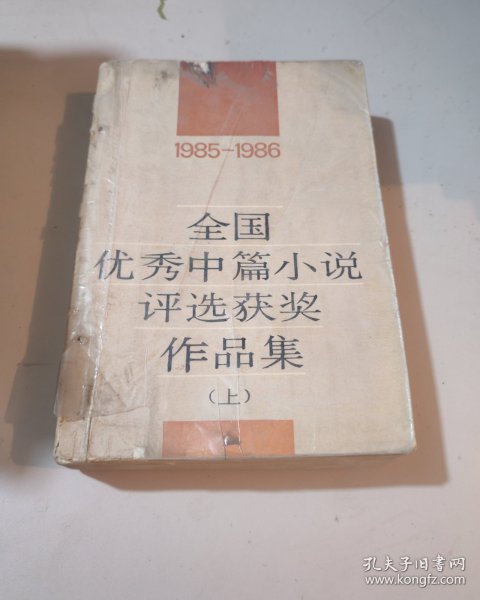 1985-1986
全国
优秀中篇小说
评选获奖
作品集
(上)
孔夫子旧书网
www.kongfz.com